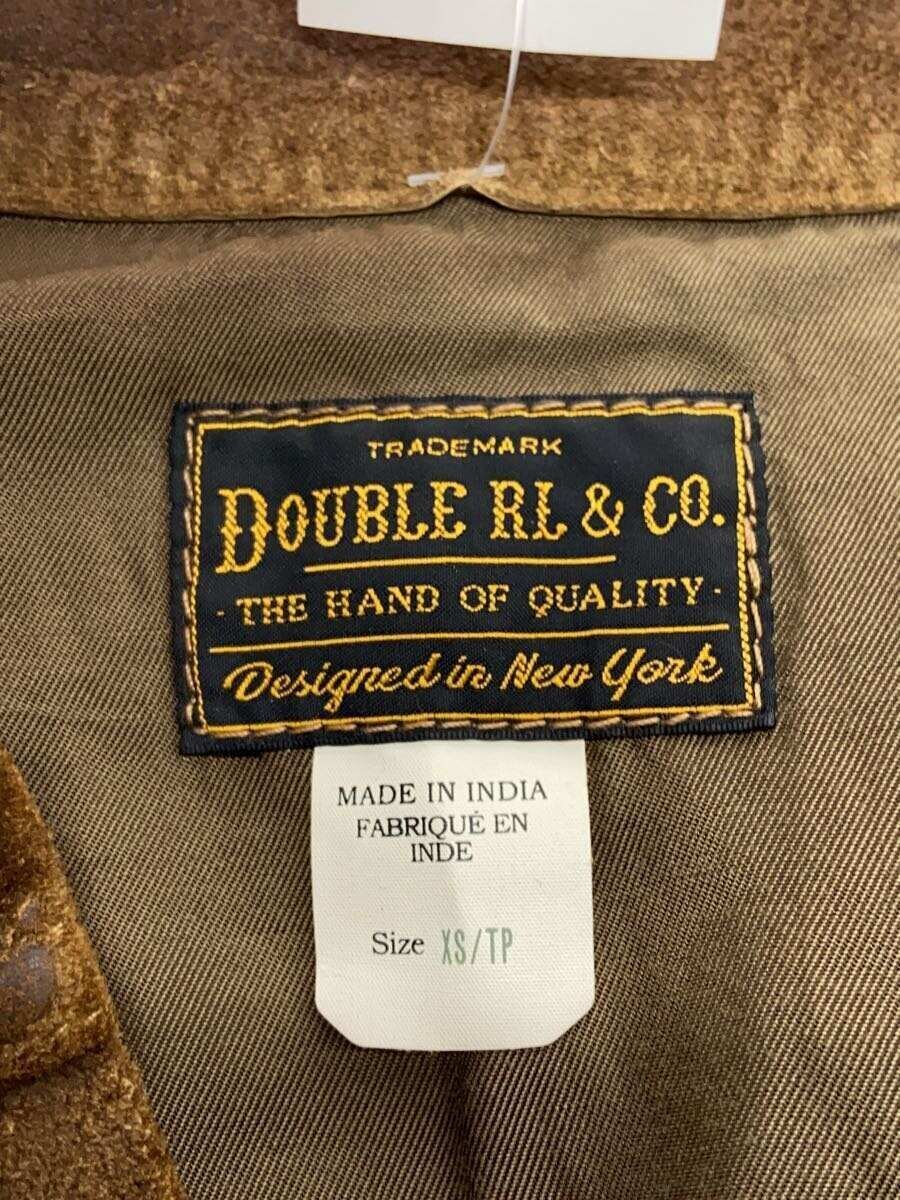 TRADEMARK
DOUBLE RL & CO.
- THE HAND OF QUALITY -
Designed in New York
MADE IN INDIA
FABRIQUÉ EN
INDE
Size XS/TP